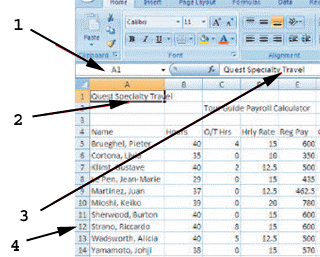 Home Insert Page Layout Formulas Data
Calibri 11 A A
Paste B I U A
Clipboard Font Alignment
1 A1 fx Quest Specialty Travel
A B C D E
1 Quest Specialty Travel
2
2 Tour Guide Payroll Calculator
3
4 Name Hours O/T Hrs Hrly Rate Reg Pay
5 Brueghel, Pieter 40 4 15 600
6 Cortona, 35 0 10 350
3
7 Klimt, Gustave 40 2 12.5 500
8 Pen, Jean-Marie 29 0 15 435
9 Martinez, Juan 37 0 12.5 462.5
10 Mioshi, Keiko 39 0 20 780
11 Sherwood, Burton 40 0 15 600
4
12 Strano, Riccardo 40 8 15 600
13 Wadsworth, Alicia 40 5 12.5 500
14 Yamamoto, Johji 38 0 15 570